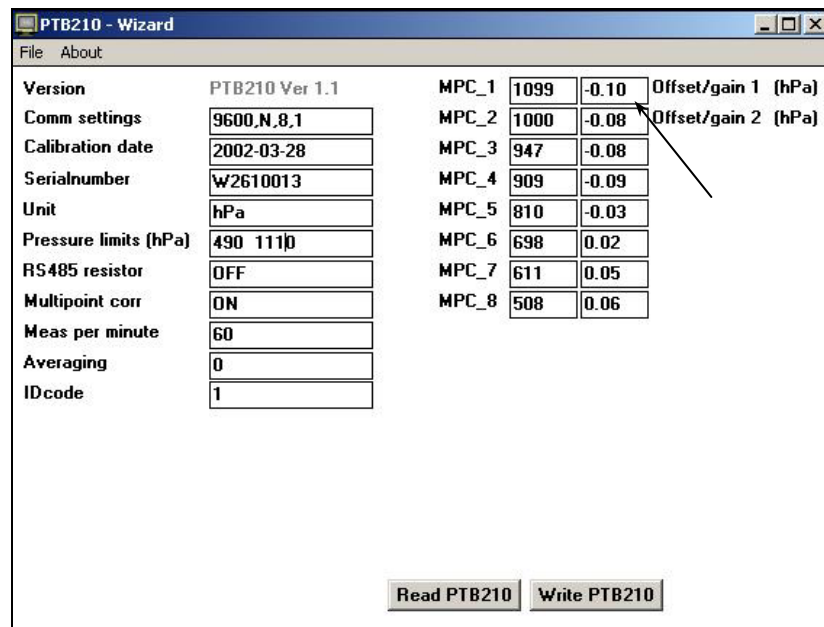 PTB210 - Wizard
File About
Version PTB210 Ver 1.1
Comm settings 9600,N,8,1
Calibration date 2002-03-28
Serialnumber W2610013
Unit hPa
Pressure limits (hPa) 490 1110
RS485 resistor OFF
Multipoint corr ON
Meas per minute 60
Averaging 0
IDcode 1
MPC_1 1099 -0.10 Offset/gain 1 (hPa)
MPC_2 1000 -0.08 Offset/gain 2 (hPa)
MPC_3 947 -0.08
MPC_4 909 -0.09
MPC_5 810 -0.03
MPC_6 698 0.02
MPC_7 611 0.05
MPC_8 508 0.06
Read PTB210 Write PTB210